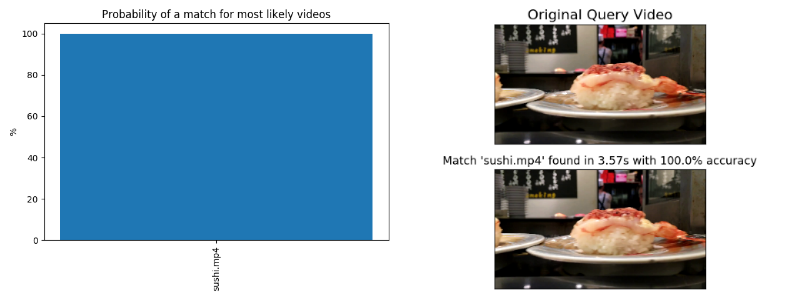 Probability of a match for most likely videos
100
80
60
40
20
0
%
sushi.mp4
Original Query Video
Match 'sushi.mp4' found in 3.57s with 100.0% accuracy